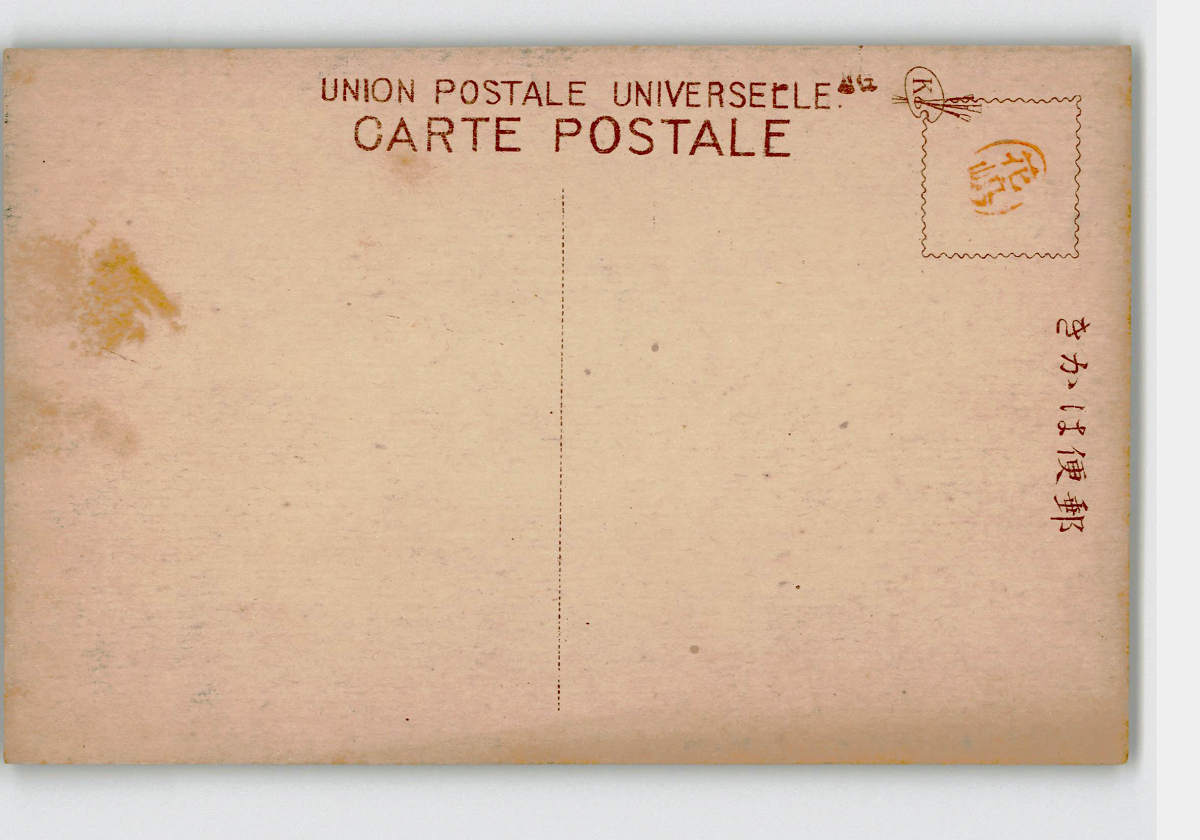 UNION POSTALE UNIVERSELLE.
CARTE POSTALE
K
郵便はかき